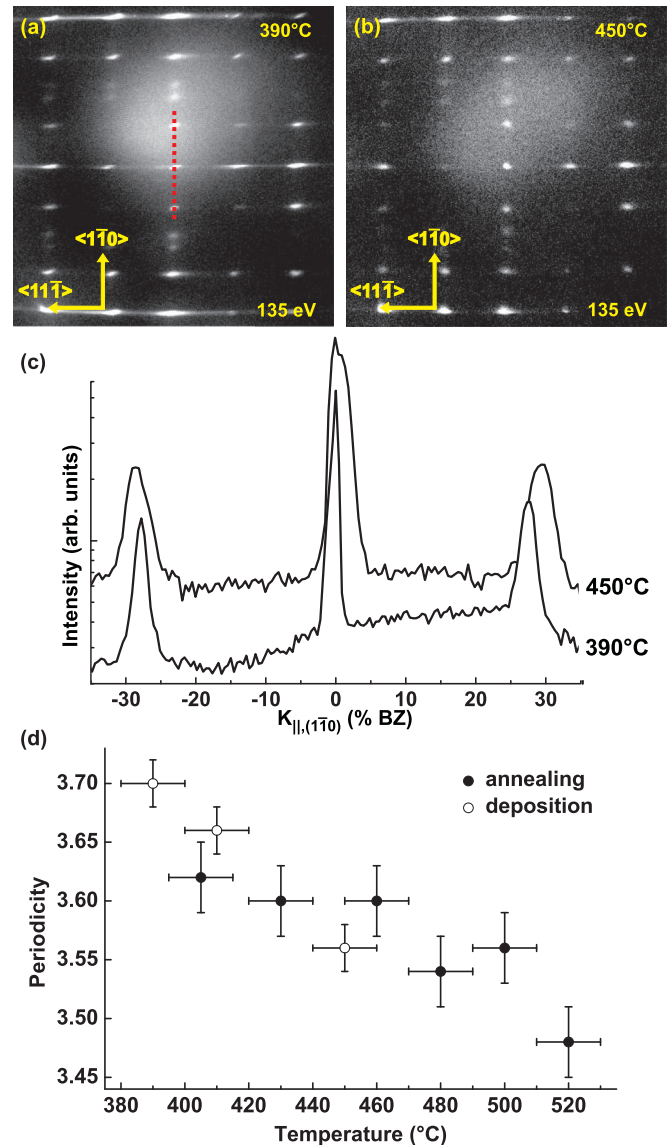 (a) 390°C
<11̄0>
<111̄>
135 eV
(b) 450°C
<11̄0>
<111̄>
135 eV
(c)
Intensity (arb. units)
450°C
390°C
-30 -20 -10 0 10 20 30
K||,(11̄0) (% BZ)
(d)
annealing
deposition
3.70
3.65
3.60
3.55
3.50
3.45
Periodicity
380 400 420 440 460 480 500 520
Temperature (°C)